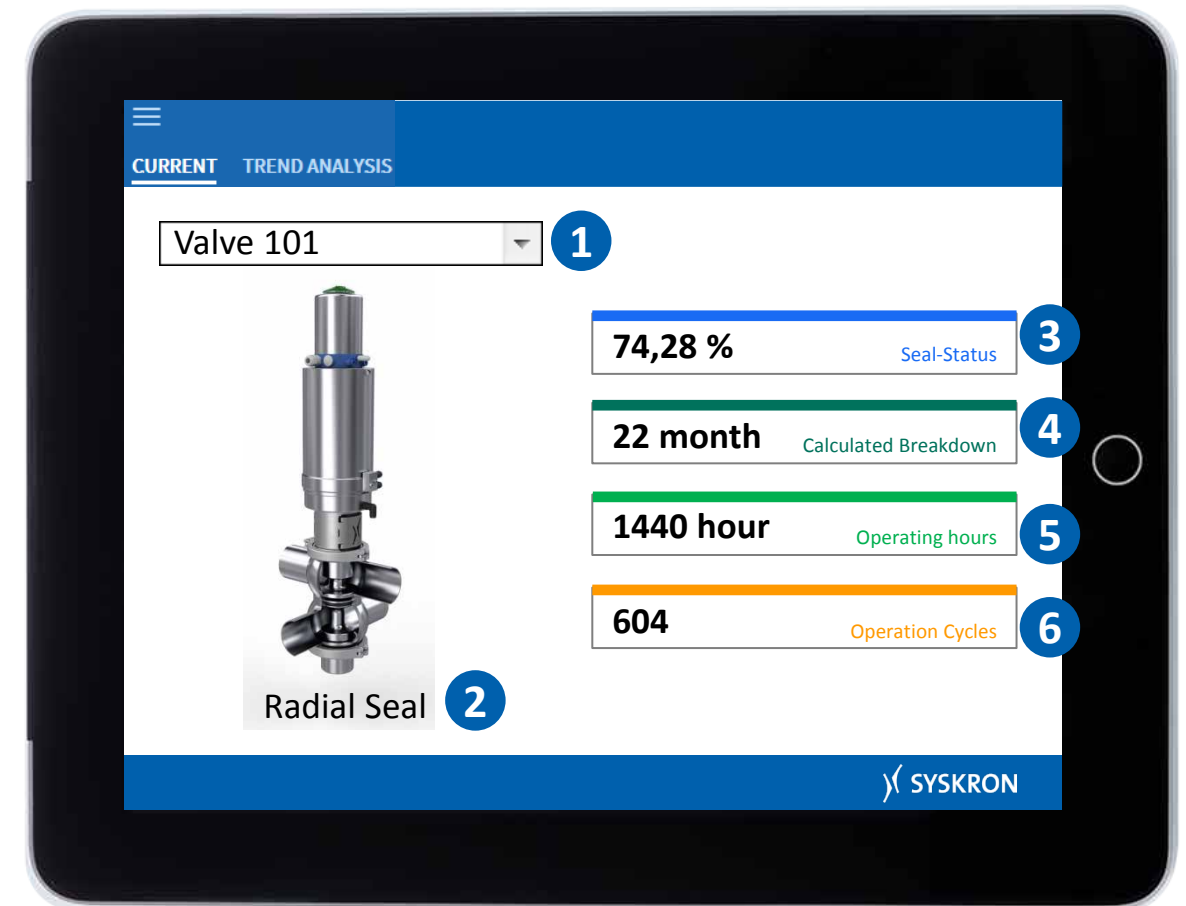 CURRENT TREND ANALYSIS
Valve 101
1
74,28 % Seal-Status
3
22 month Calculated Breakdown
4
1440 hour Operating hours
5
604 Operation Cycles
6
Radial Seal
2
SYSKRON